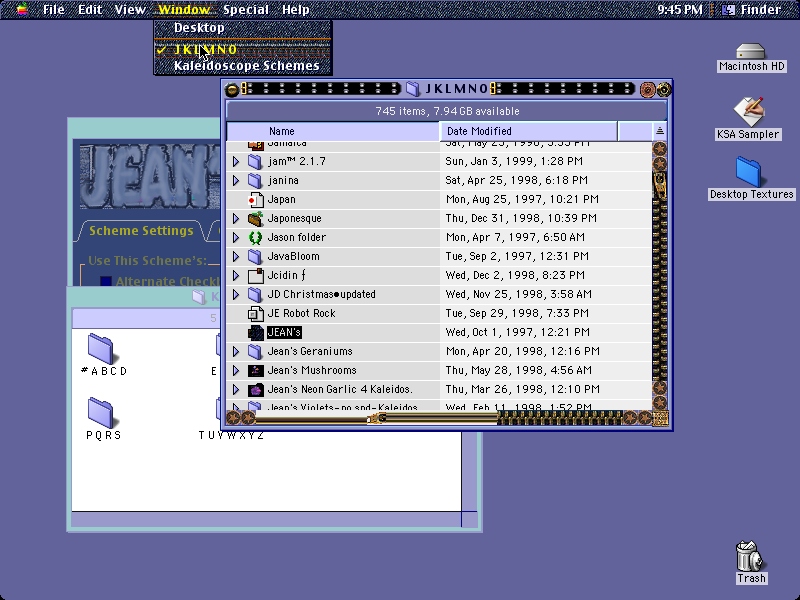 File Edit View Window Special Help 9:45 PM Finder
Desktop
✓ JKLMNO
Kaleidoscope Schemes
Macintosh HD
KSA Sampler
Desktop Textures
Trash
JKLMNO
745 items, 7.94 GB available
Name Date Modified
Jamaica Sat, May 23, 1998, 3:33 PM
jam™ 2.1.7 Sun, Jan 3, 1999, 1:28 PM
janina Sat, Apr 25, 1998, 6:18 PM
Japan Mon, Aug 25, 1997, 10:21 PM
Japonesque Thu, Dec 31, 1998, 10:39 PM
Jason folder Mon, Apr 7, 1997, 6:50 AM
JavaBloom Tue, Sep 2, 1997, 12:31 PM
Jcidin ƒ Wed, Dec 2, 1998, 8:23 PM
JD Christmas•updated Wed, Nov 25, 1998, 3:58 AM
JE Robot Rock Tue, Sep 29, 1998, 7:33 PM
JEAN's Wed, Oct 1, 1997, 12:21 PM
Jean's Geraniums Mon, Apr 20, 1998, 12:16 PM
Jean's Mushrooms Thu, May 28, 1998, 4:56 AM
Jean's Neon Garlic 4 Kaleidos. Thu, Mar 26, 1998, 12:10 PM
Jean's Violets-no snd-Kaleidos Wed, Feb 11, 1998, 1:52 PM
JEAN
Scheme Settings
Use This Scheme's:
Alternate Check
K
5
#ABCD
E
PQRS
TUVWXYZ